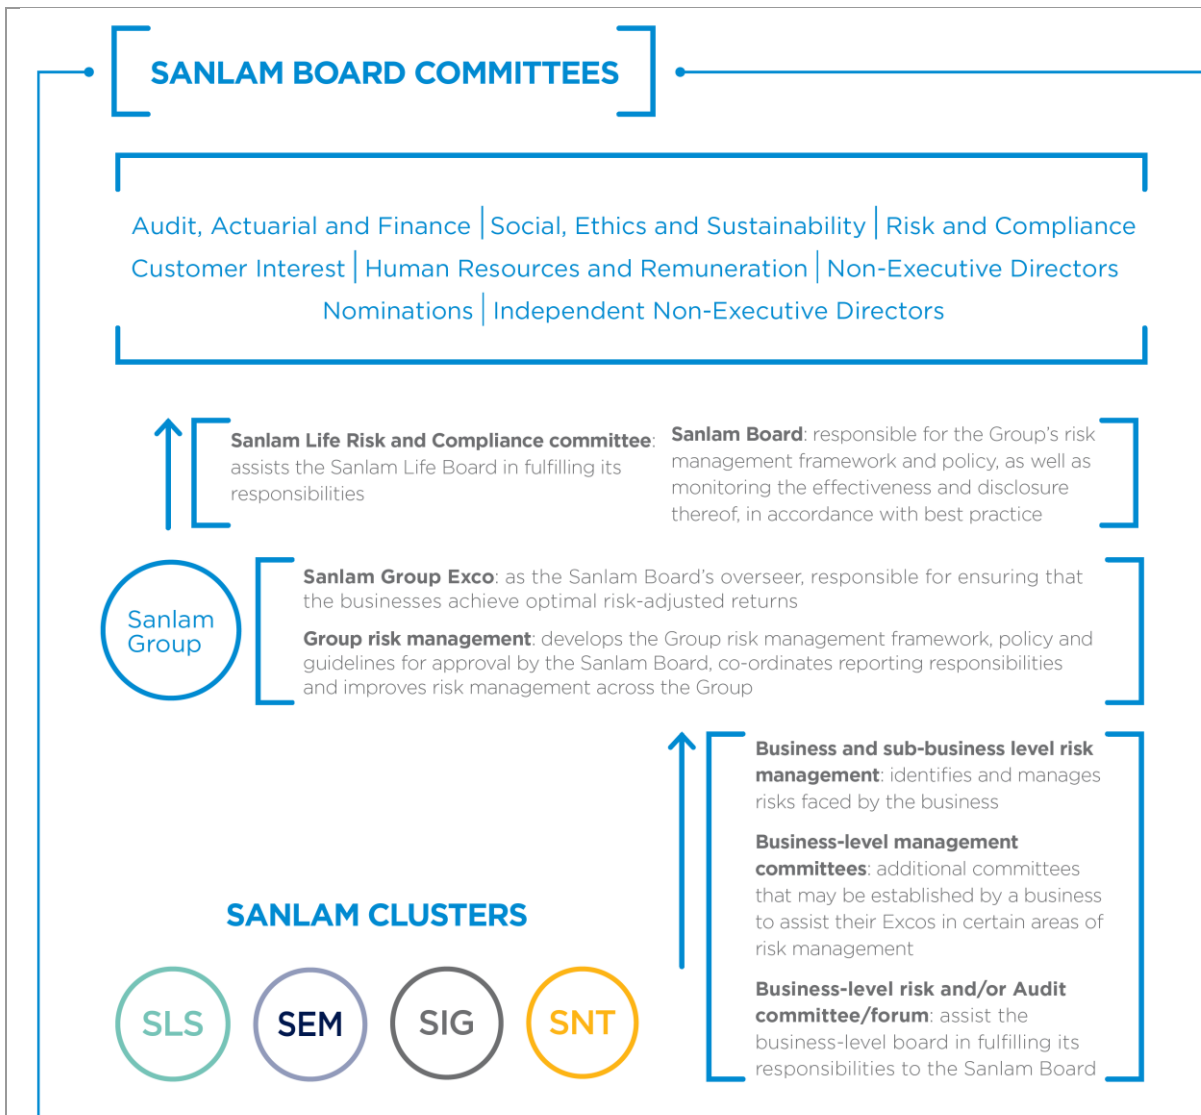 SANLAM BOARD COMMITTEES
Audit, Actuarial and Finance | Social, Ethics and Sustainability | Risk and Compliance
Customer Interest | Human Resources and Remuneration | Non-Executive Directors
Nominations | Independent Non-Executive Directors
Sanlam Life Risk and Compliance committee:
assists the Sanlam Life Board in fulfilling its
responsibilities
Sanlam Board: responsible for the Group's risk
management framework and policy, as well as
monitoring the effectiveness and disclosure
thereof, in accordance with best practice
Sanlam
Group
Sanlam Group Exco: as the Sanlam Board's overseer, responsible for ensuring that
the businesses achieve optimal risk-adjusted returns
Group risk management: develops the Group risk management framework, policy and
guidelines for approval by the Sanlam Board, co-ordinates reporting responsibilities
and improves risk management across the Group
Business and sub-business level risk
management: identifies and manages
risks faced by the business
Business-level management
committees: additional committees
that may be established by a business
to assist their Excos in certain areas of
risk management
Business-level risk and/or Audit
committee/forum: assist the
business-level board in fulfilling its
responsibilities to the Sanlam Board
SANLAM CLUSTERS
SLS
SEM
SIG
SNT